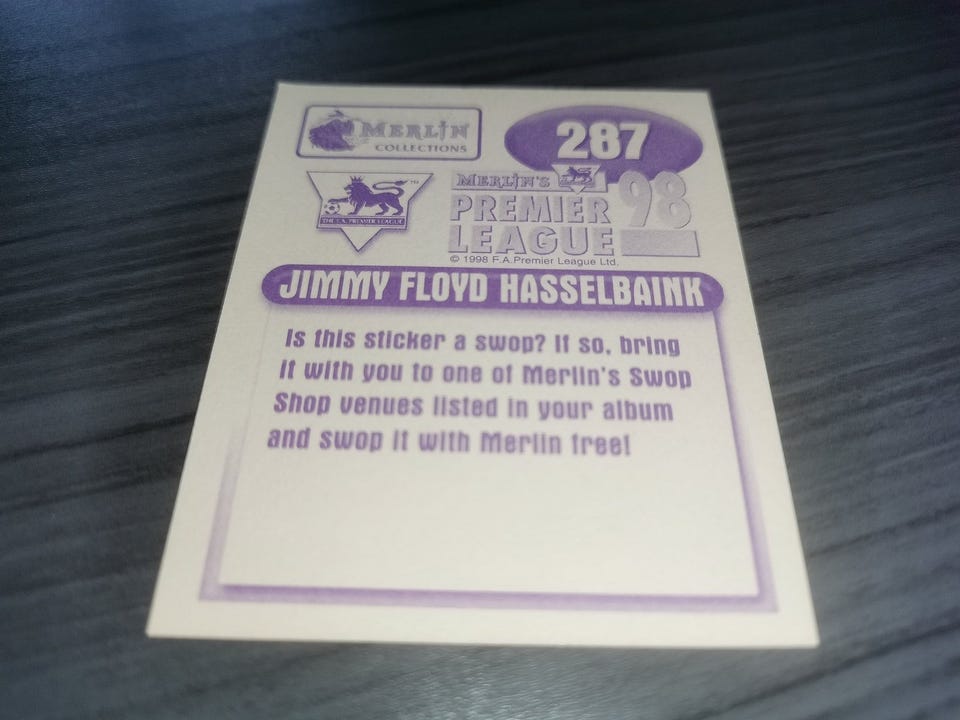 MERLIN
COLLECTIONS
287
THE F.A. PREMIER LEAGUE
TM
MERLIN'S
PREMIER
LEAGUE
98
© 1998 F.A.Premier League Ltd.
JIMMY FLOYD HASSELBAINK
Is this sticker a swop? If so, bring
it with you to one of Merlin's Swop
Shop venues listed in your album
and swop it with Merlin free!